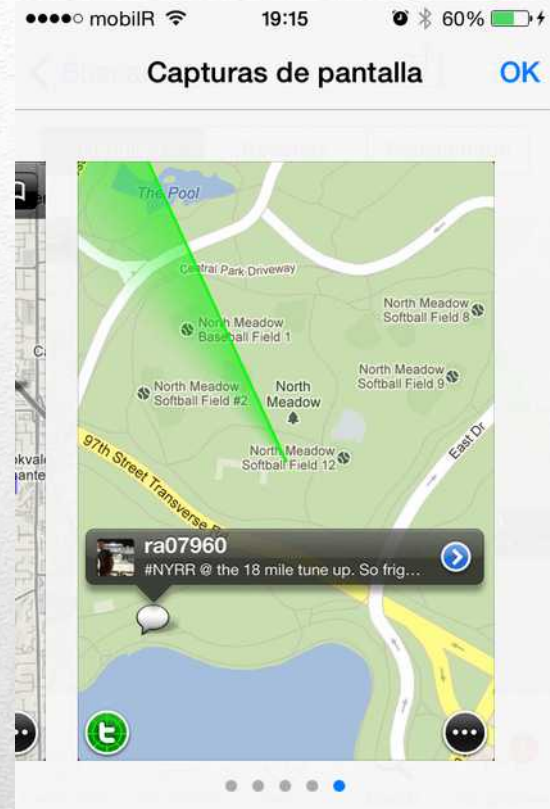 mobilR 19:15 60%
Capturas de pantalla OK
The Pool
Central Park Driveway
North Meadow
Softball Field 8
North Meadow
Baseball Field 1
North Meadow
Softball Field 9
North Meadow
Softball Field #2
North
Meadow
East Dr
North Meadow
Softball Field 12
97th Street Transverse
ra07960
#NYRR @ the 18 mile tune up. So frig...